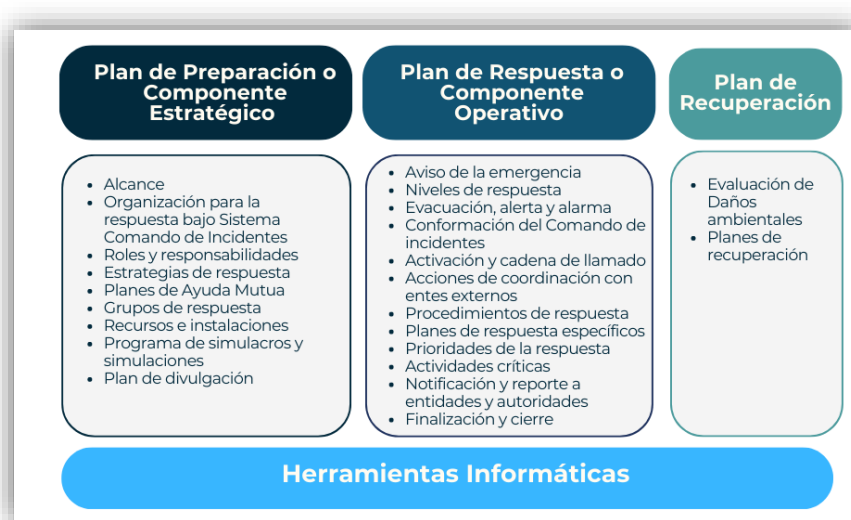 Plan de Preparación o
Componente
Estratégico
• Alcance
• Organización para la
respuesta bajo Sistema
Comando de Incidentes
• Roles y responsabilidades
• Estrategias de respuesta
• Planes de Ayuda Mutua
• Grupos de respuesta
• Recursos e instalaciones
• Programa de simulacros y
simulaciones
• Plan de divulgación
Plan de Respuesta o
Componente
Operativo
• Aviso de la emergencia
• Niveles de respuesta
• Evacuación, alerta y alarma
• Conformación del Comando de
incidentes
• Activación y cadena de llamado
• Acciones de coordinación con
entes externos
• Procedimientos de respuesta
• Planes de respuesta específicos
• Prioridades de la respuesta
• Actividades críticas
• Notificación y reporte a
entidades y autoridades
• Finalización y cierre
Plan de
Recuperación
• Evaluación de
Daños
ambientales
• Planes de
recuperación
Herramientas Informáticas